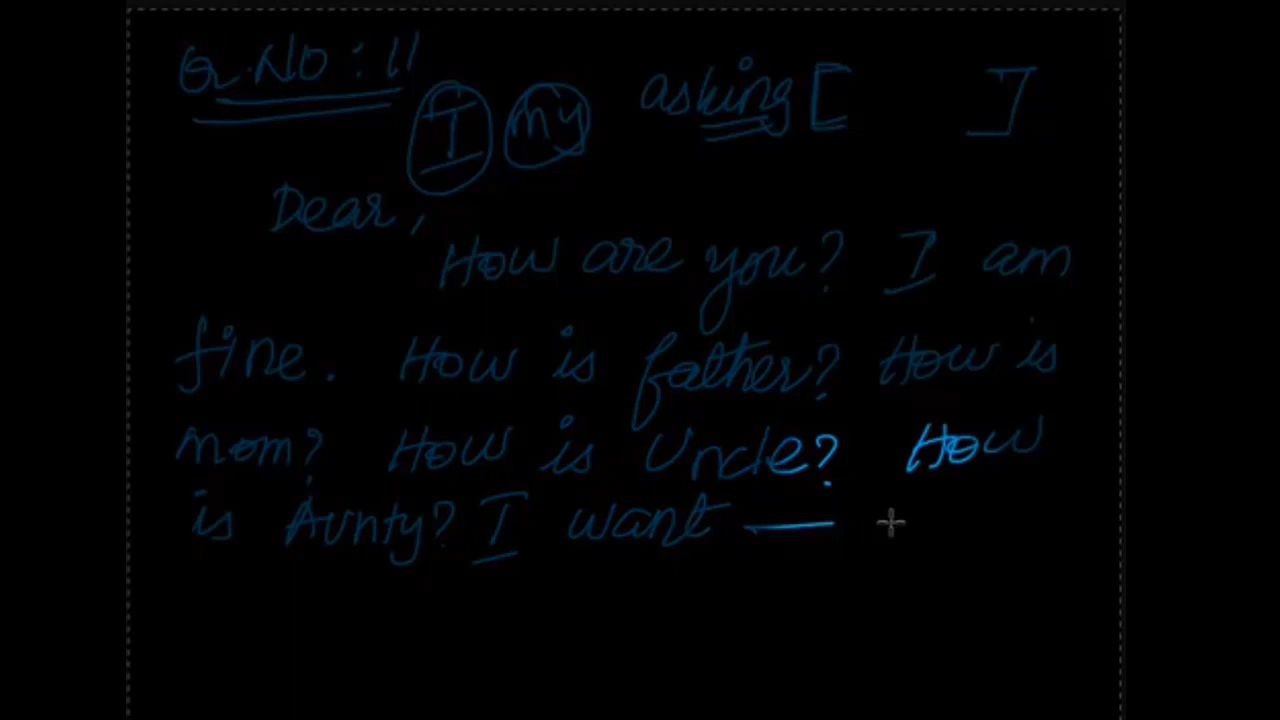 Q.No : 11
I my asking [ ]
Dear,
How are you? I am
fine. How is father? How is
mom? How is Uncle? How
is Aunty? I want —